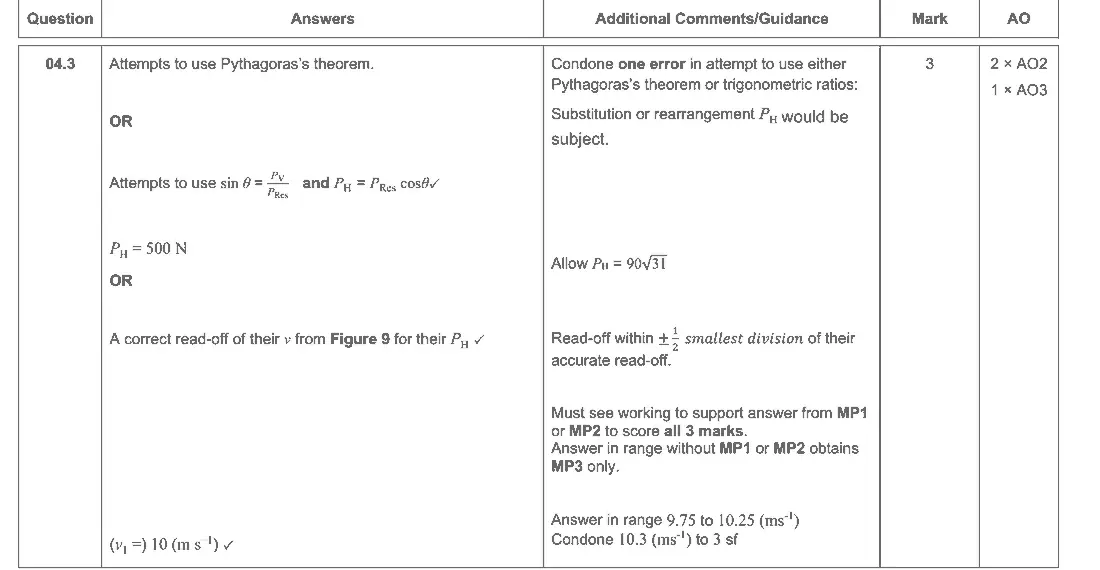 Question Answers Additional Comments/Guidance Mark AO
04.3 Attempts to use Pythagoras's theorem. Condone one error in attempt to use either 3 2 × AO2
Pythagoras's theorem or trigonometric ratios: 1 × AO3
OR Substitution or rearrangement P_H would be
subject.
Attempts to use sin θ = P_V/P_Res and P_H = P_Res cosθ✓
P_H = 500 N
Allow P_H = 90√31
OR
A correct read-off of their v from Figure 9 for their P_H ✓ Read-off within ± 1/2 smallest division of their
accurate read-off.
Must see working to support answer from MP1
or MP2 to score all 3 marks.
Answer in range without MP1 or MP2 obtains
MP3 only.
Answer in range 9.75 to 10.25 (ms⁻¹)
(v₁ =) 10 (m s⁻¹) ✓ Condone 10.3 (ms⁻¹) to 3 sf